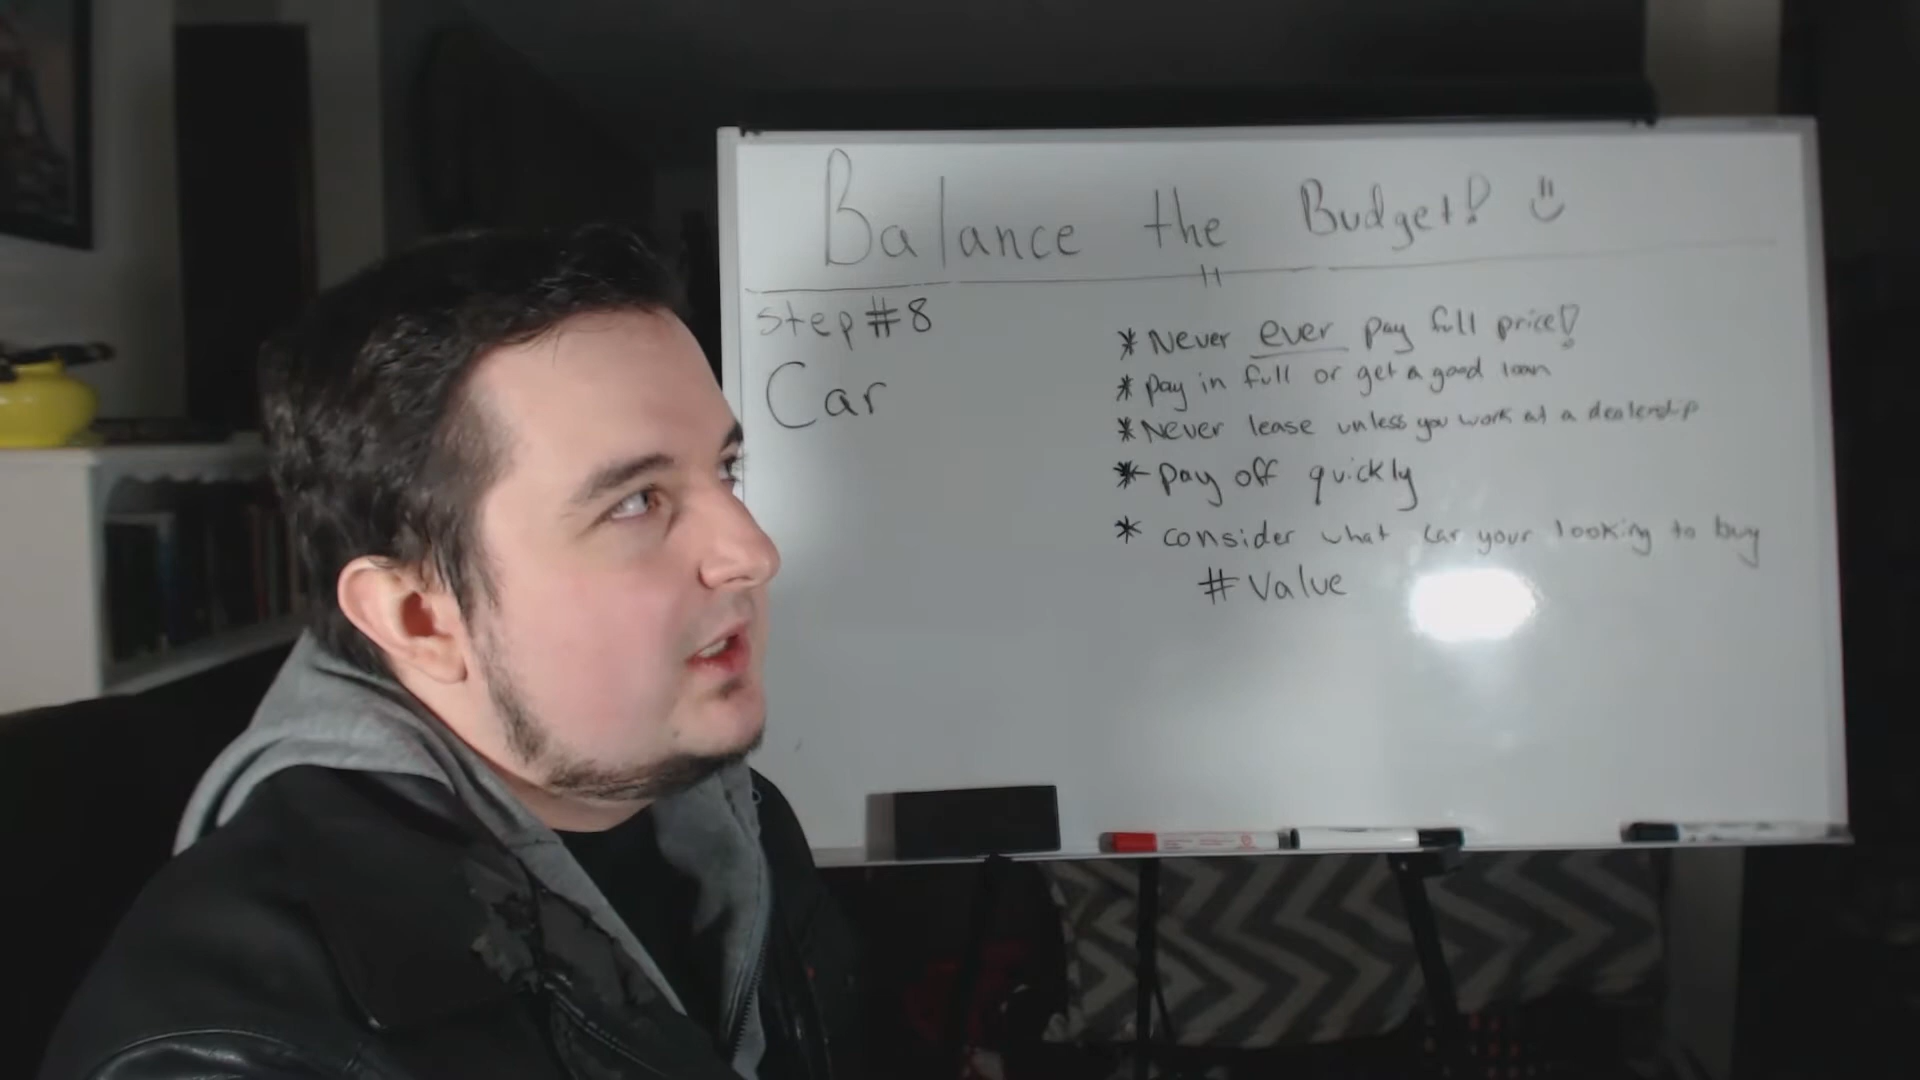 Balance the Budget!
step #8
Car
* Never ever pay full price!
* pay in full or get a good loan
* Never lease unless you work at a dealership
* pay off quickly
* consider what car your looking to buy
# Value